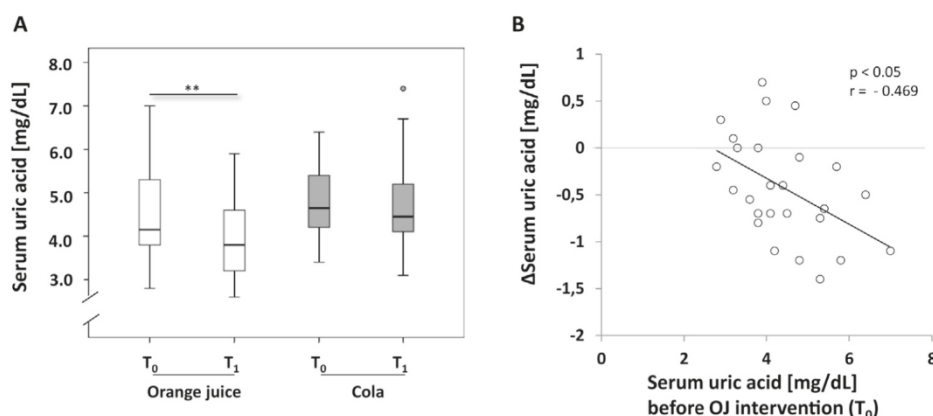 A
Serum uric acid [mg/dL]
8.0
7.0
6.0
5.0
4.0
3.0
**
T₀ T₁ T₀ T₁
Orange juice Cola
B
ΔSerum uric acid [mg/dL]
1
0,5
0
-0,5
-1
-1,5
-2
p < 0.05
r = - 0.469
0 2 4 6 8
Serum uric acid [mg/dL]
before OJ intervention (T₀)